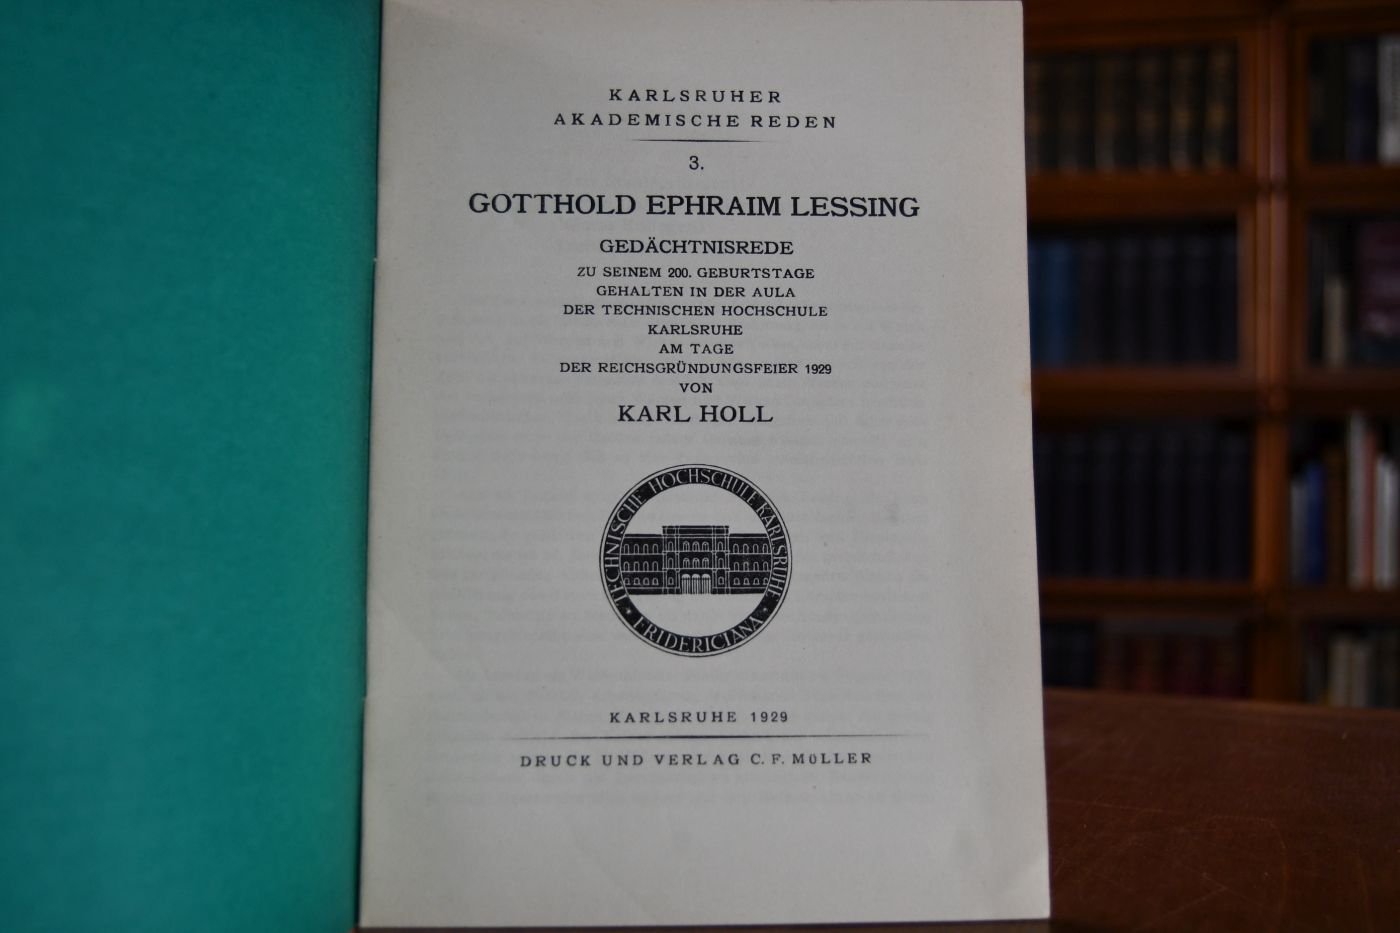 KARLSRUHER
AKADEMISCHE REDEN
3.
GOTTHOLD EPHRAIM LESSING
GEDÄCHTNISREDE
ZU SEINEM 200. GEBURTSTAGE
GEHALTEN IN DER AULA
DER TECHNISCHEN HOCHSCHULE
KARLSRUHE
AM TAGE
DER REICHSGRÜNDUNGSFEIER 1929
VON
KARL HOLL
TECHNISCHE HOCHSCHULE KARLSRUHE
• FRIDERICIANA •
KARLSRUHE 1929
DRUCK UND VERLAG C. F. MüLLER